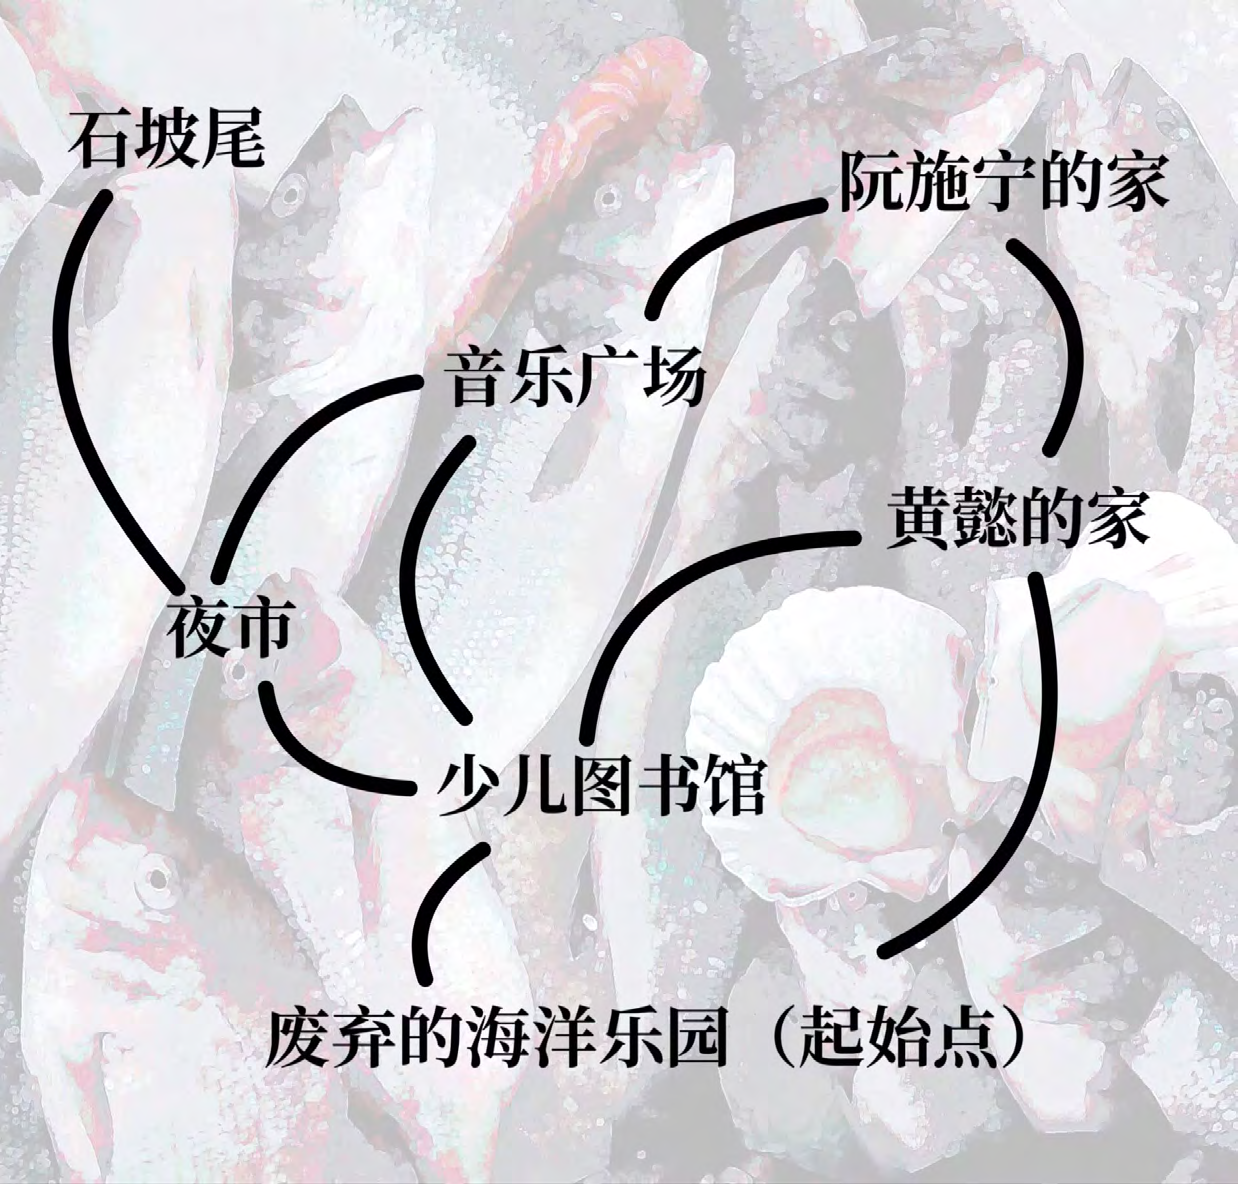 石坡尾
阮施宁的家
音乐广场
黄懿的家
夜市
少儿图书馆
废弃的海洋乐园（起始点）